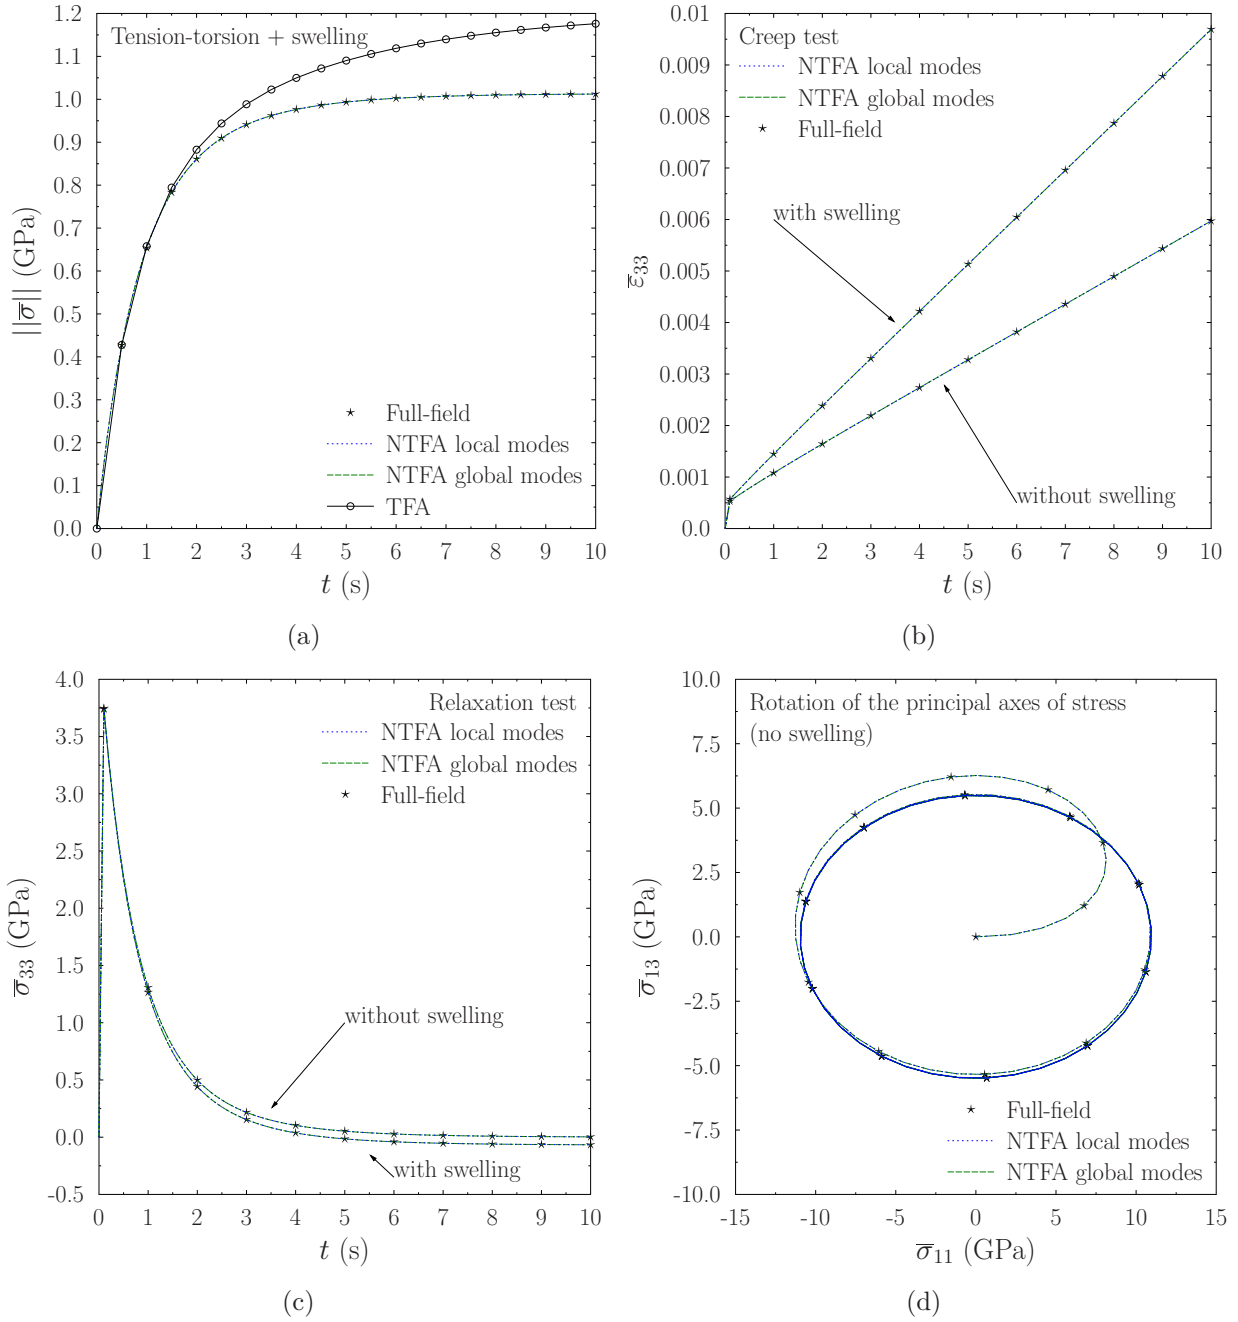 1.2
1.1
1.0
0.9
0.8
0.7
0.6
0.5
0.4
0.3
0.2
0.1
0.0
||σ̅|| (GPa)
Tension-torsion + swelling
Full-field
NTFA local modes
NTFA global modes
TFA
0 1 2 3 4 5 6 7 8 9 10
t (s)
(a)
0.01
0.009
0.008
0.007
0.006
0.005
0.004
0.003
0.002
0.001
0.0
ε̅33
Creep test
NTFA local modes
NTFA global modes
Full-field
with swelling
without swelling
0 1 2 3 4 5 6 7 8 9 10
t (s)
(b)
4.0
3.5
3.0
2.5
2.0
1.5
1.0
0.5
0.0
-0.5
σ̅33 (GPa)
Relaxation test
NTFA local modes
NTFA global modes
Full-field
without swelling
with swelling
0 1 2 3 4 5 6 7 8 9 10
t (s)
(c)
10.0
7.5
5.0
2.5
0.0
-2.5
-5.0
-7.5
-10.0
σ̅13 (GPa)
Rotation of the principal axes of stress
(no swelling)
Full-field
NTFA local modes
NTFA global modes
-15 -10 -5 0 5 10 15
σ̅11 (GPa)
(d)